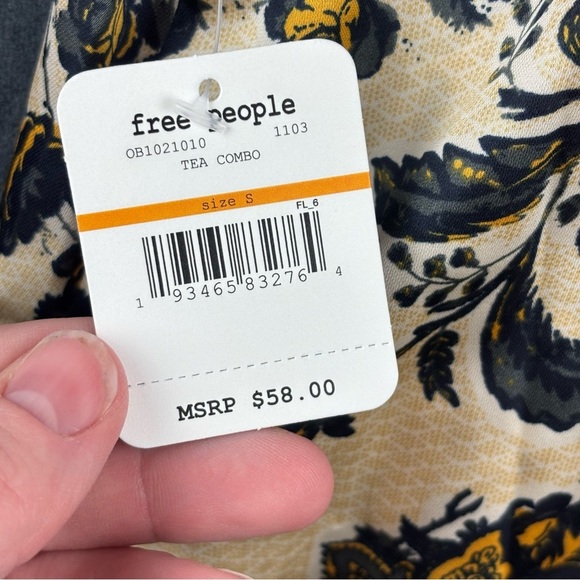 free people
OB1021010 1103
TEA COMBO
size S
FL_6
1 93465 83276 4
MSRP $58.00